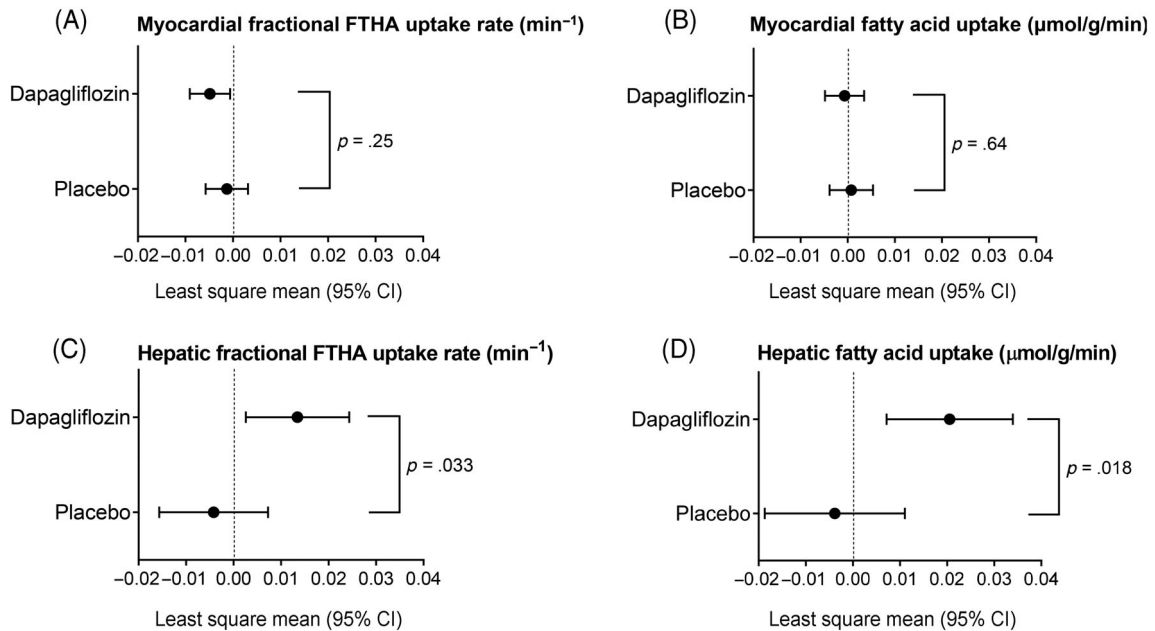 (A) Myocardial fractional FTHA uptake rate (min⁻¹)
Dapagliflozin
p = .25
Placebo
−0.02 −0.01 0.00 0.01 0.02 0.03 0.04
Least square mean (95% CI)
(B) Myocardial fatty acid uptake (µmol/g/min)
Dapagliflozin
p = .64
Placebo
−0.02 −0.01 0.00 0.01 0.02 0.03 0.04
Least square mean (95% CI)
(C) Hepatic fractional FTHA uptake rate (min⁻¹)
Dapagliflozin
p = .033
Placebo
−0.02 −0.01 0.00 0.01 0.02 0.03 0.04
Least square mean (95% CI)
(D) Hepatic fatty acid uptake (µmol/g/min)
Dapagliflozin
p = .018
Placebo
−0.02 −0.01 0.00 0.01 0.02 0.03 0.04
Least square mean (95% CI)